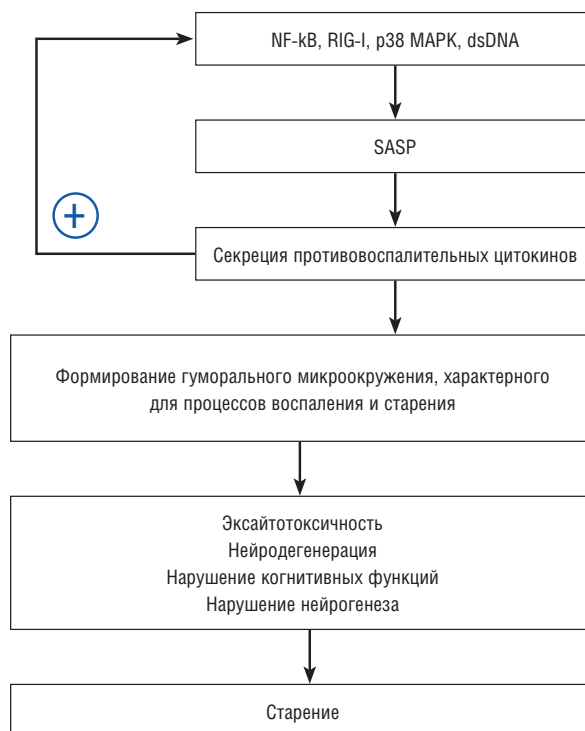 NF-kB, RIG-I, p38 MAPK, dsDNA
SASP
+
Секреция противовоспалительных цитокинов
Формирование гуморального микроокружения, характерного
для процессов воспаления и старения
Эксайтотоксичность
Нейродегенерация
Нарушение когнитивных функций
Нарушение нейрогенеза
Старение